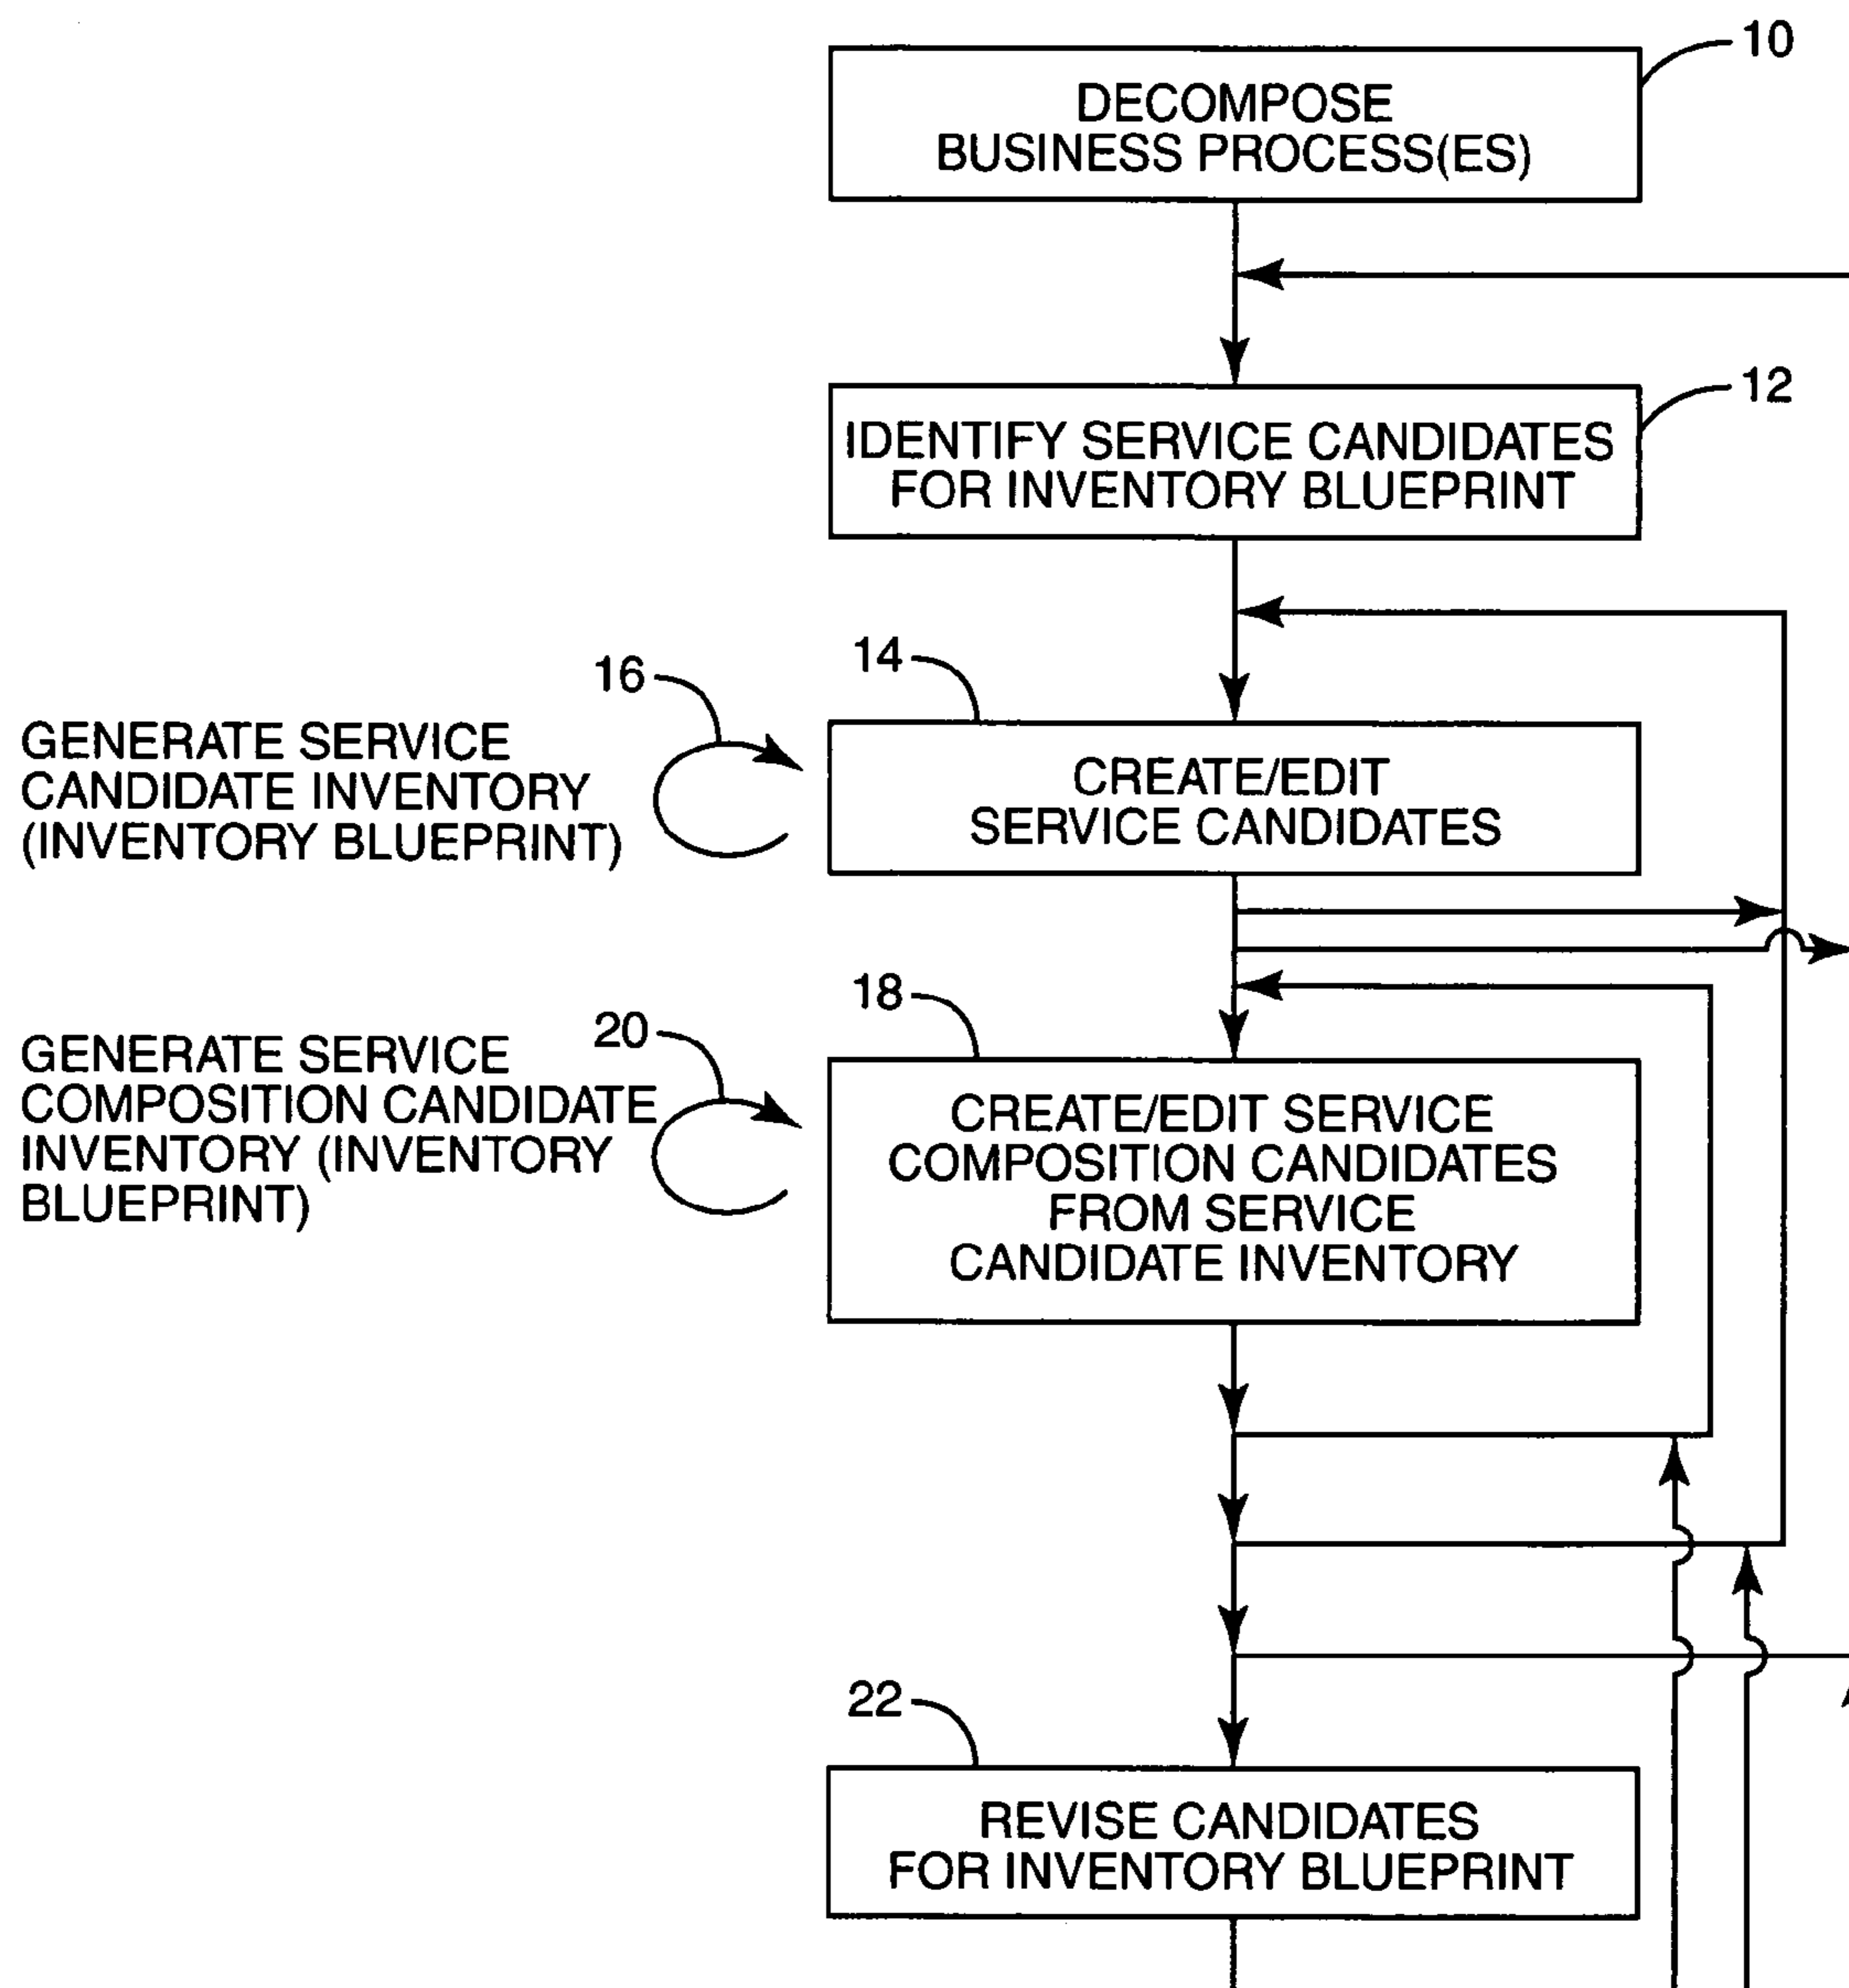 10
DECOMPOSE
BUSINESS PROCESS(ES)
12
IDENTIFY SERVICE CANDIDATES
FOR INVENTORY BLUEPRINT
14
16
GENERATE SERVICE
CANDIDATE INVENTORY
(INVENTORY BLUEPRINT)
CREATE/EDIT
SERVICE CANDIDATES
18
20
GENERATE SERVICE
COMPOSITION CANDIDATE
INVENTORY (INVENTORY
BLUEPRINT)
CREATE/EDIT SERVICE
COMPOSITION CANDIDATES
FROM SERVICE
CANDIDATE INVENTORY
22
REVISE CANDIDATES
FOR INVENTORY BLUEPRINT